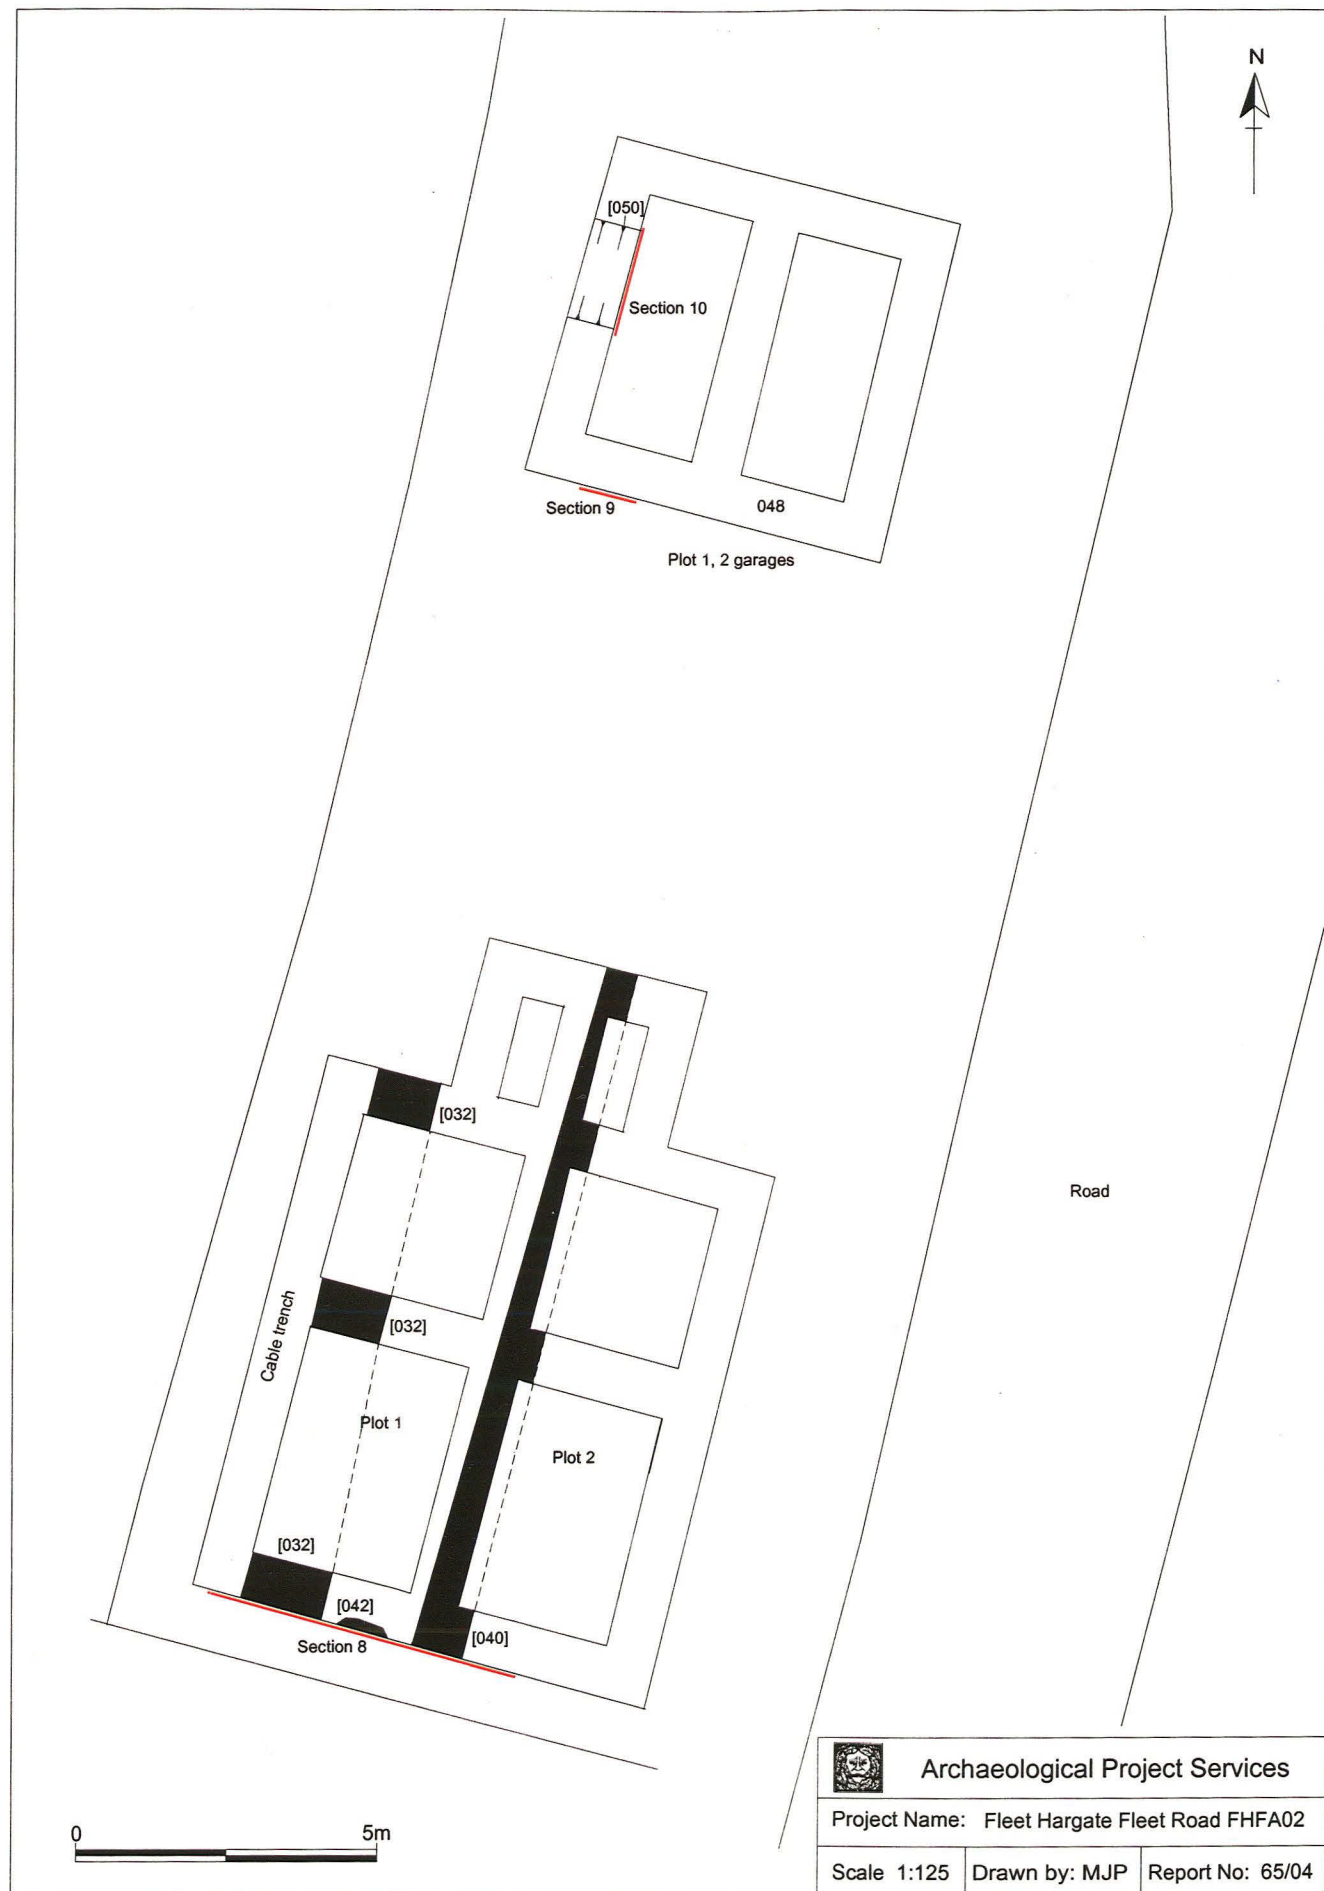 N
[050]
Section 10
Section 9
048
Plot 1, 2 garages
[032]
Road
Cable trench
[032]
Plot 1
Plot 2
[032]
[042]
[040]
Section 8
0 5m
Archaeological Project Services
Project Name: Fleet Hargate Fleet Road FHFA02
Scale 1:125 Drawn by: MJP Report No: 65/04